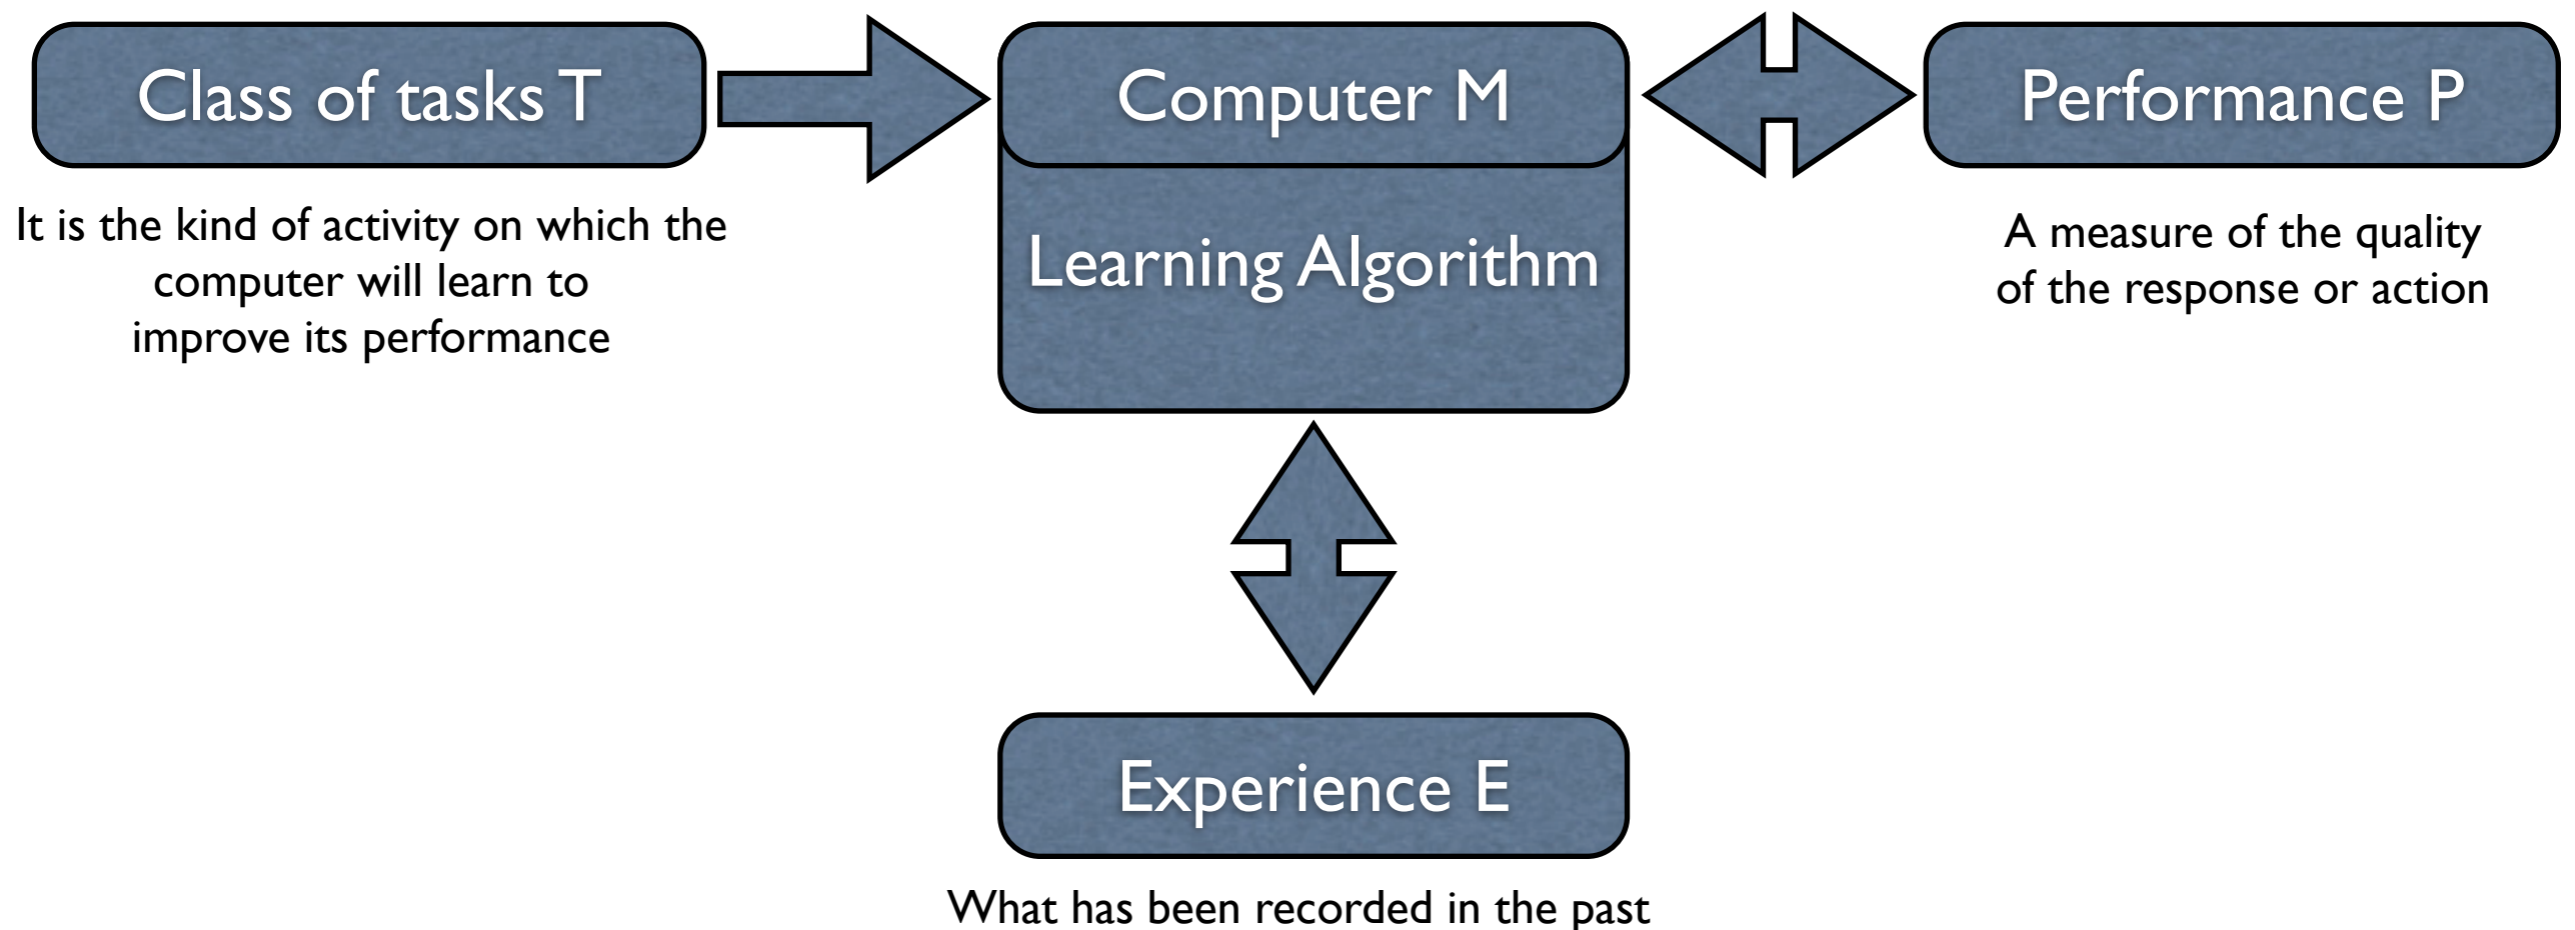 Class of tasks T
Computer M
Performance P
It is the kind of activity on which the
computer will learn to
improve its performance
Learning Algorithm
A measure of the quality
of the response or action
Experience E
What has been recorded in the past